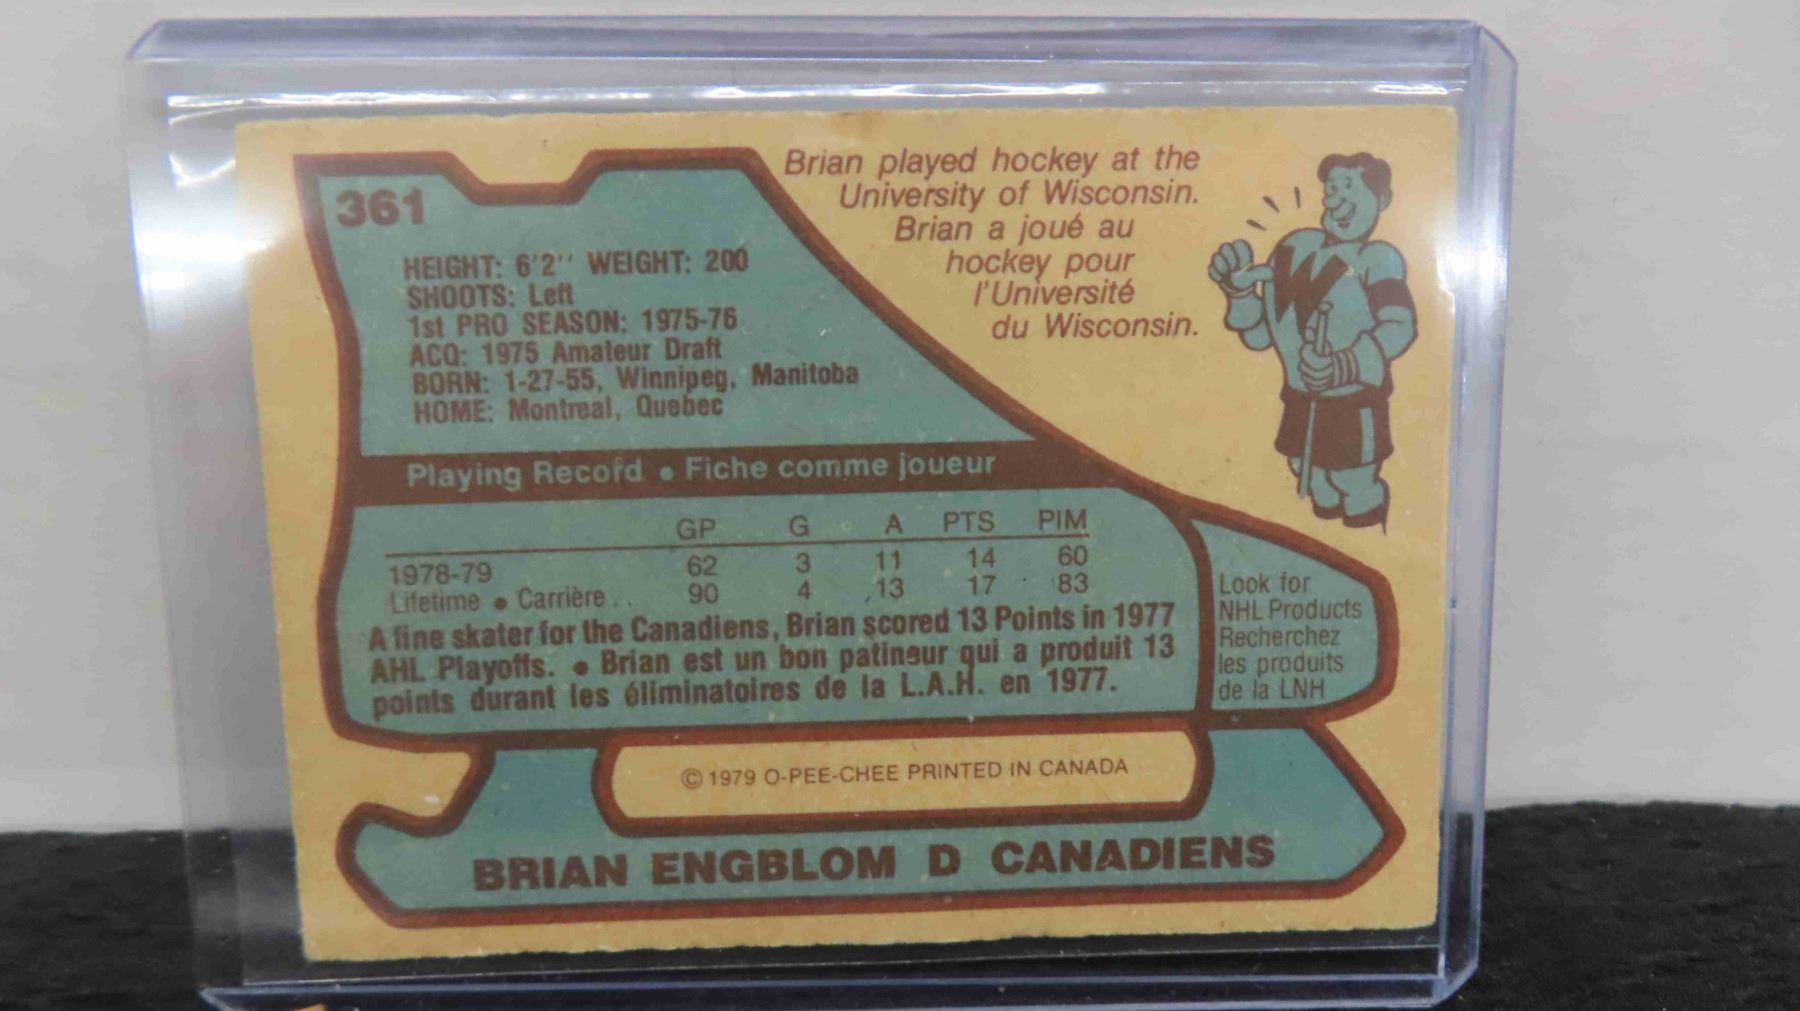 361
Brian played hockey at the
University of Wisconsin.
Brian a joué au
hockey pour
l'Université
du Wisconsin.
W
HEIGHT: 6'2'' WEIGHT: 200
SHOOTS: Left
1st PRO SEASON: 1975-76
ACQ: 1975 Amateur Draft
BORN: 1-27-55, Winnipeg, Manitoba
HOME: Montreal, Quebec
Playing Record • Fiche comme joueur
GP G A PTS PIM
1978-79 62 3 11 14 60
Lifetime • Carrière . . 90 4 13 17 83
A fine skater for the Canadiens, Brian scored 13 Points in 1977
AHL Playoffs. • Brian est un bon patineur qui a produit 13
points durant les éliminatoires de la L.A.H. en 1977.
Look for
NHL Products
Recherchez
les produits
de la LNH
© 1979 O-PEE-CHEE PRINTED IN CANADA
BRIAN ENGBLOM D CANADIENS